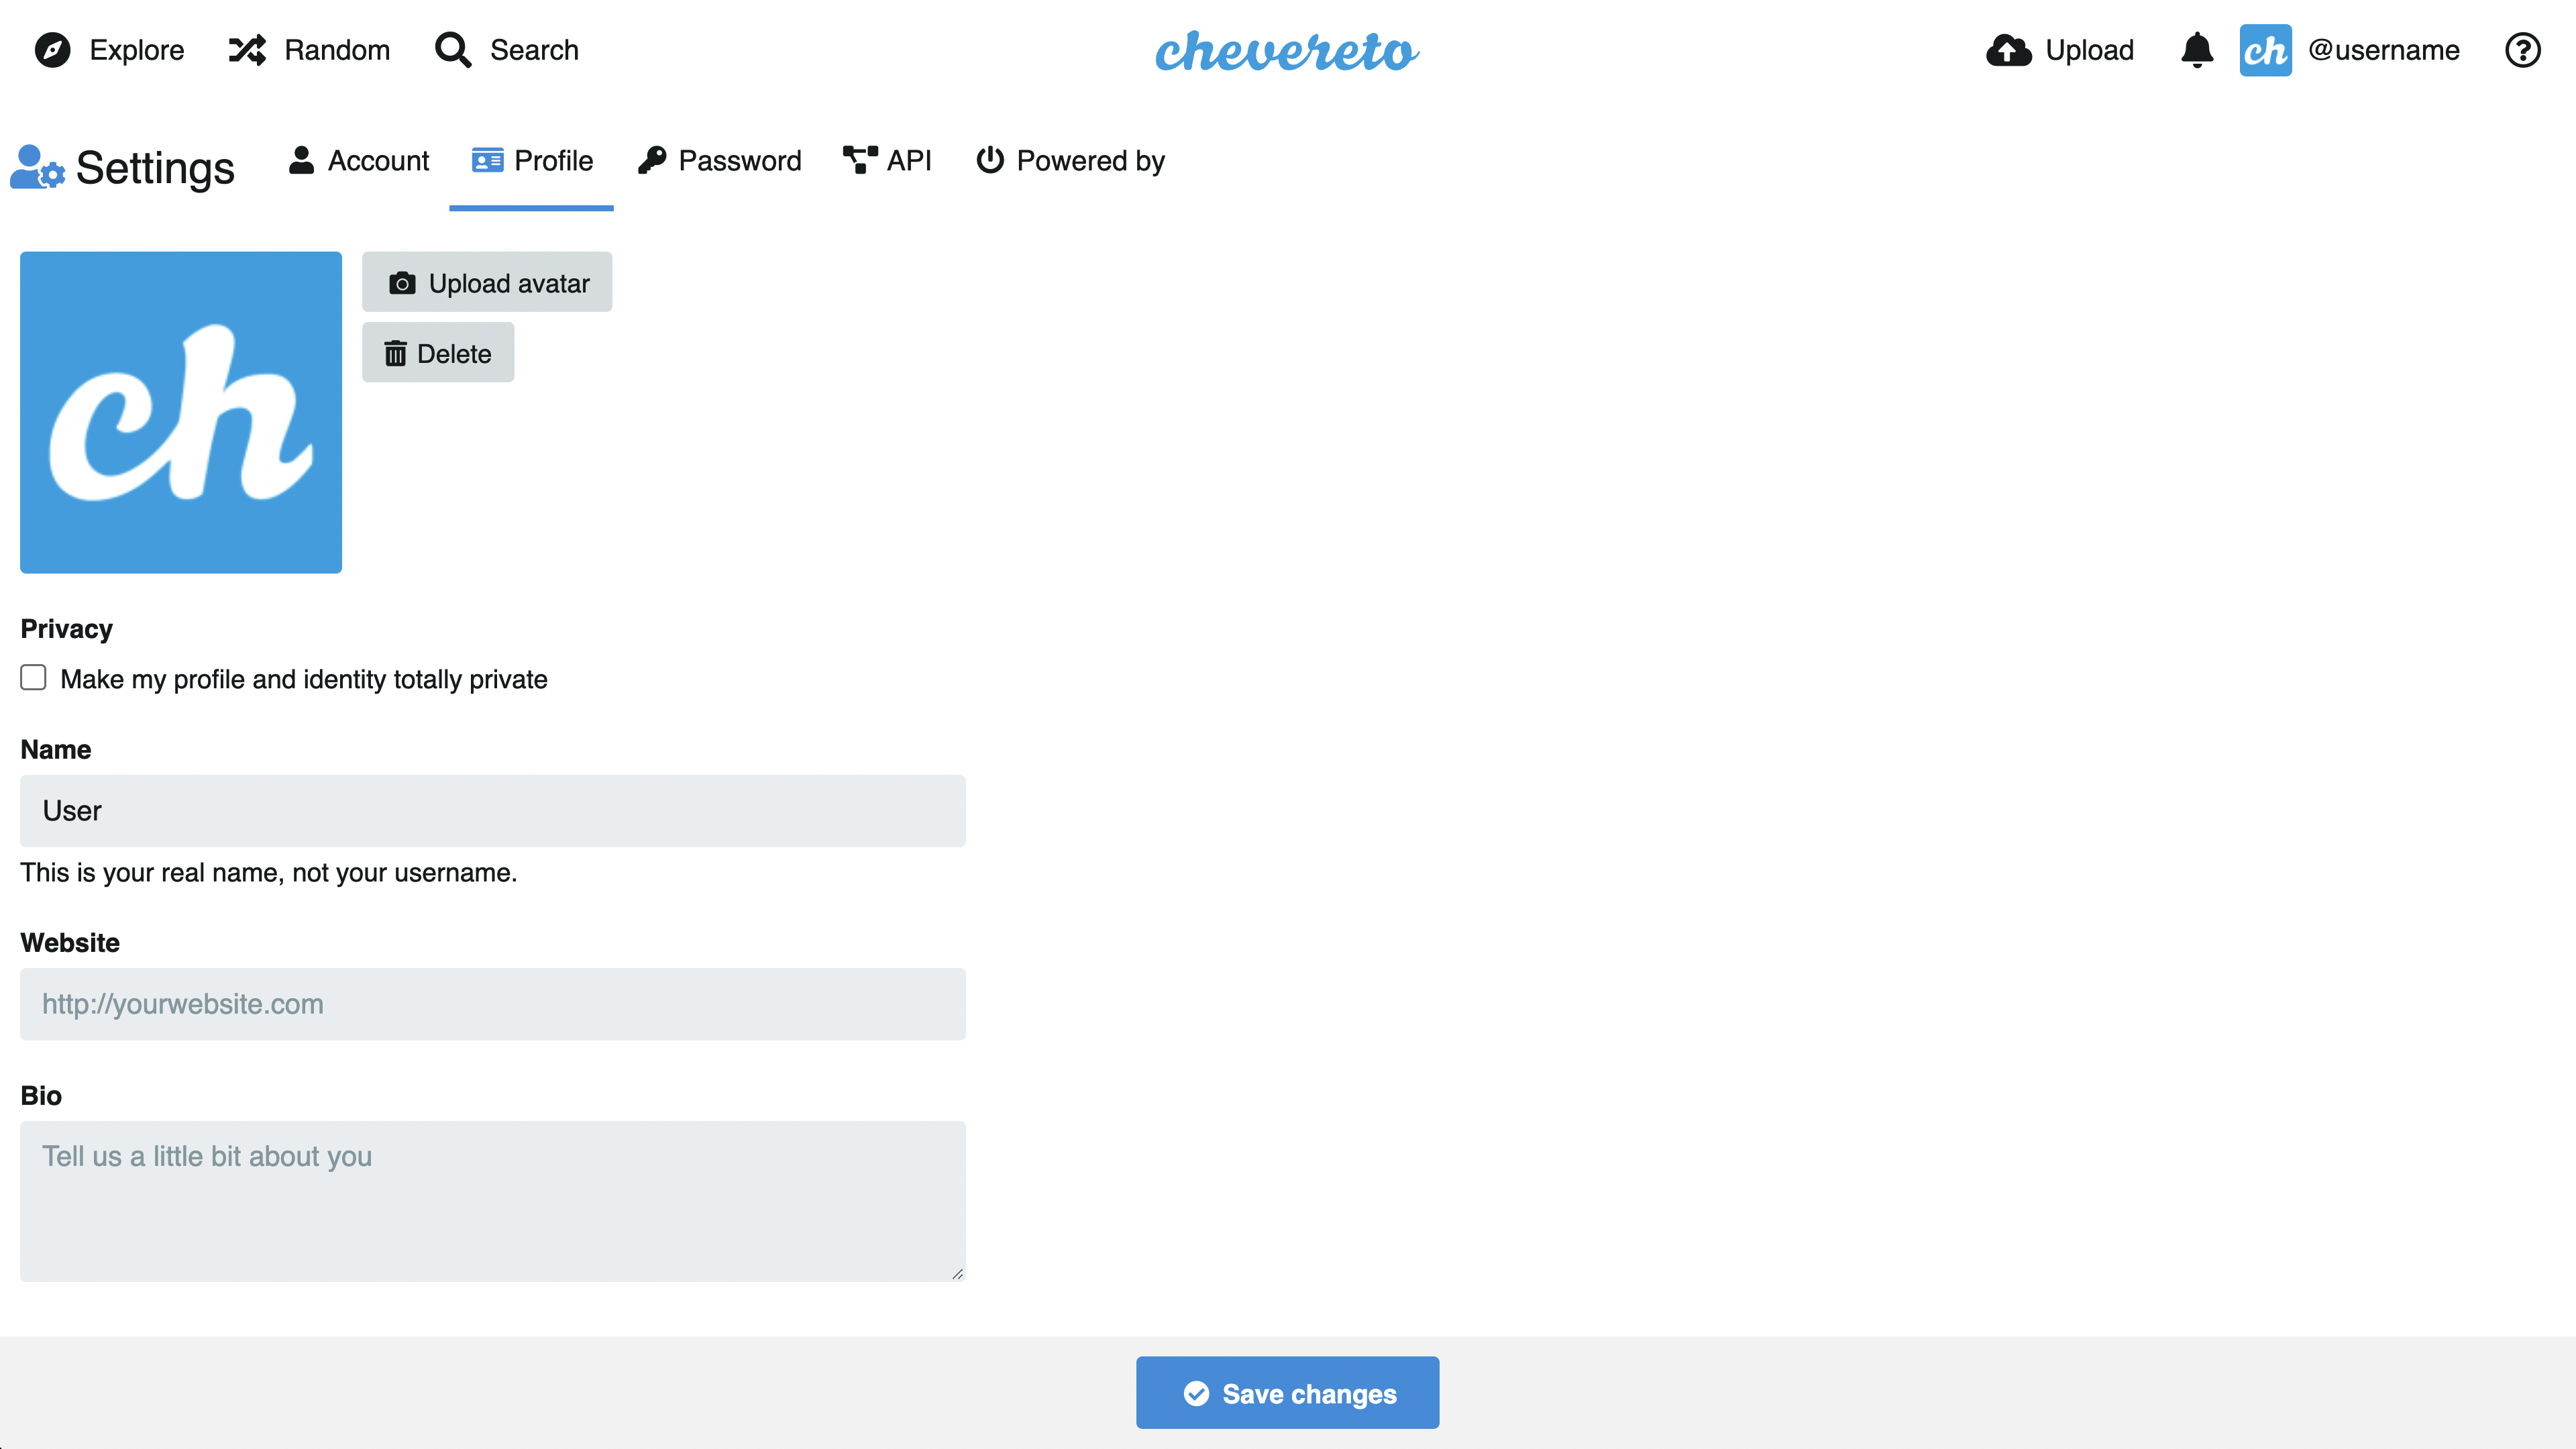 Explore Random Search chevereto Upload ch @username
Settings Account Profile Password API Powered by
ch
Upload avatar
Delete
Privacy
Make my profile and identity totally private
Name
User
This is your real name, not your username.
Website
http://yourwebsite.com
Bio
Tell us a little bit about you
Save changes